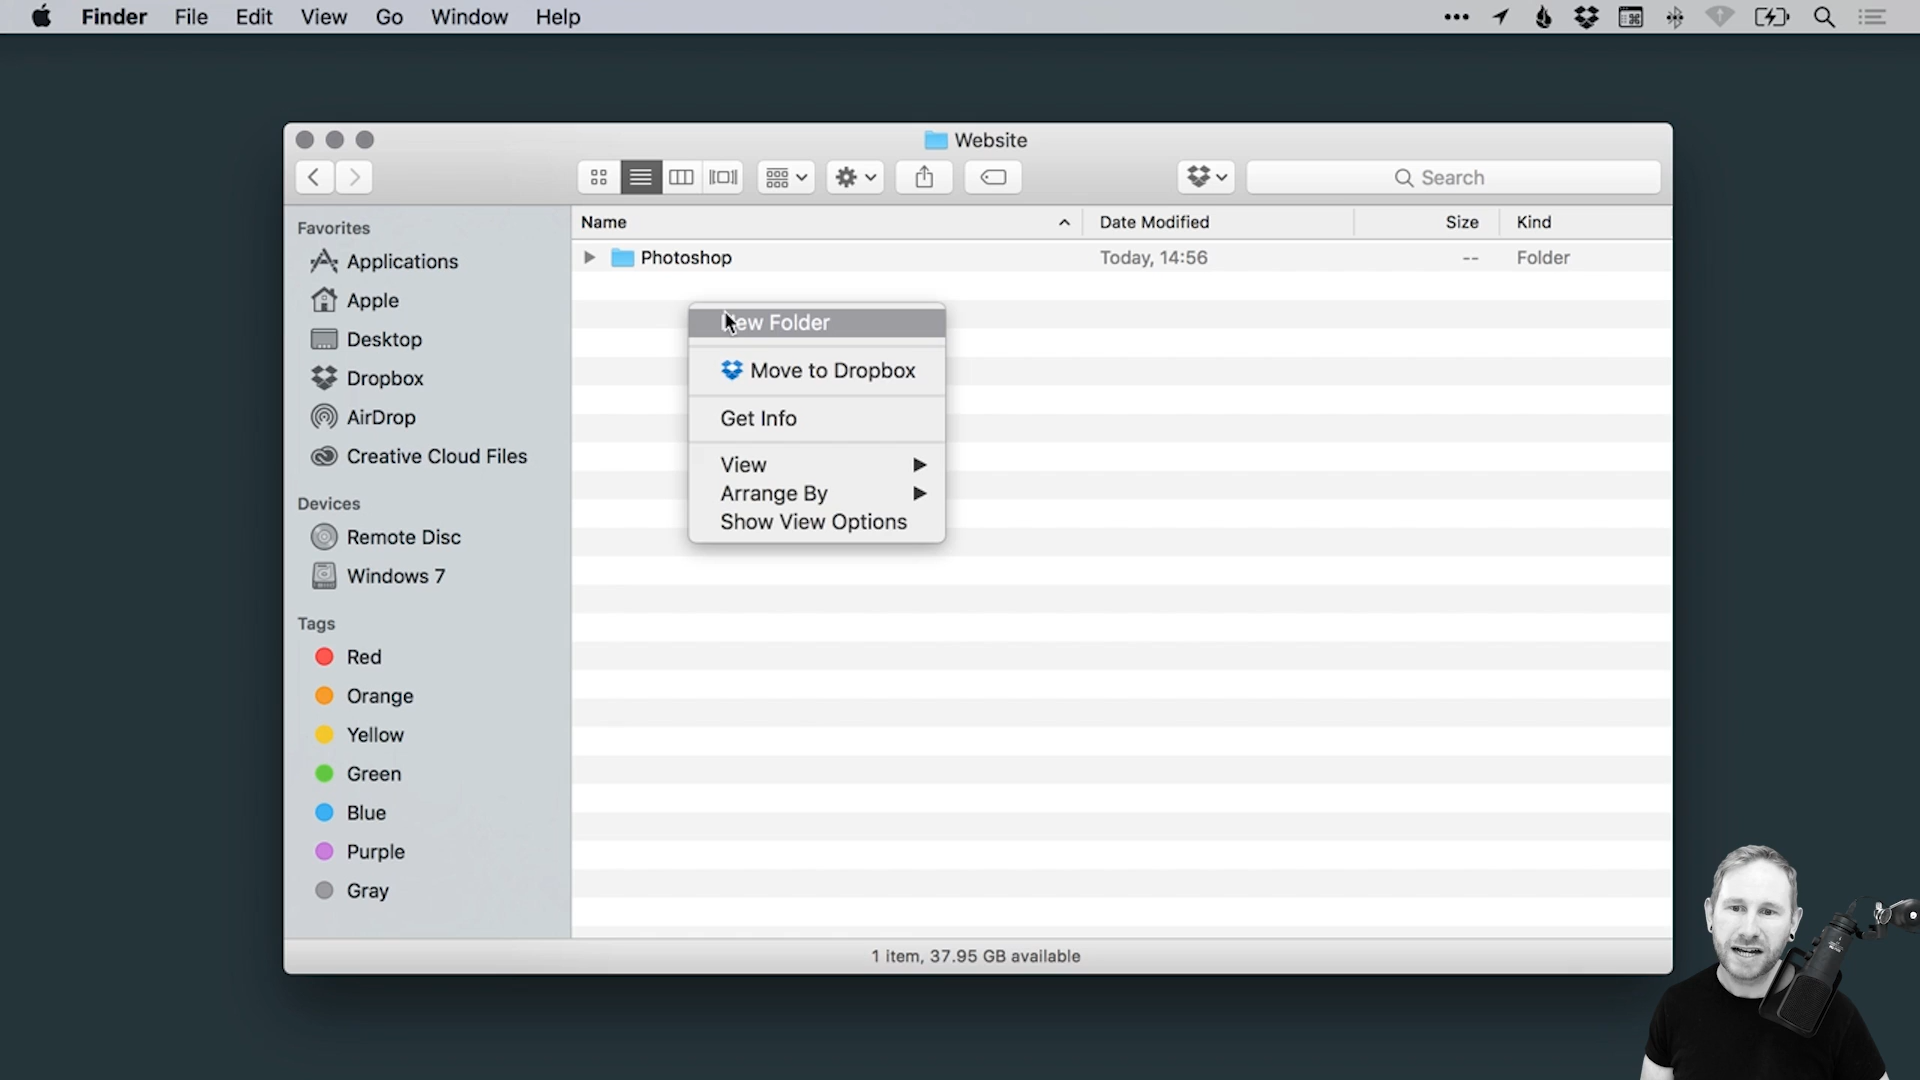 Finder File Edit View Go Window Help
Website
Search
Favorites
Applications
Apple
Desktop
Dropbox
AirDrop
Creative Cloud Files
Devices
Remote Disc
Windows 7
Tags
Red
Orange
Yellow
Green
Blue
Purple
Gray
Name Date Modified Size Kind
Photoshop Today, 14:56 -- Folder
New Folder
Move to Dropbox
Get Info
View
Arrange By
Show View Options
1 item, 37.95 GB available